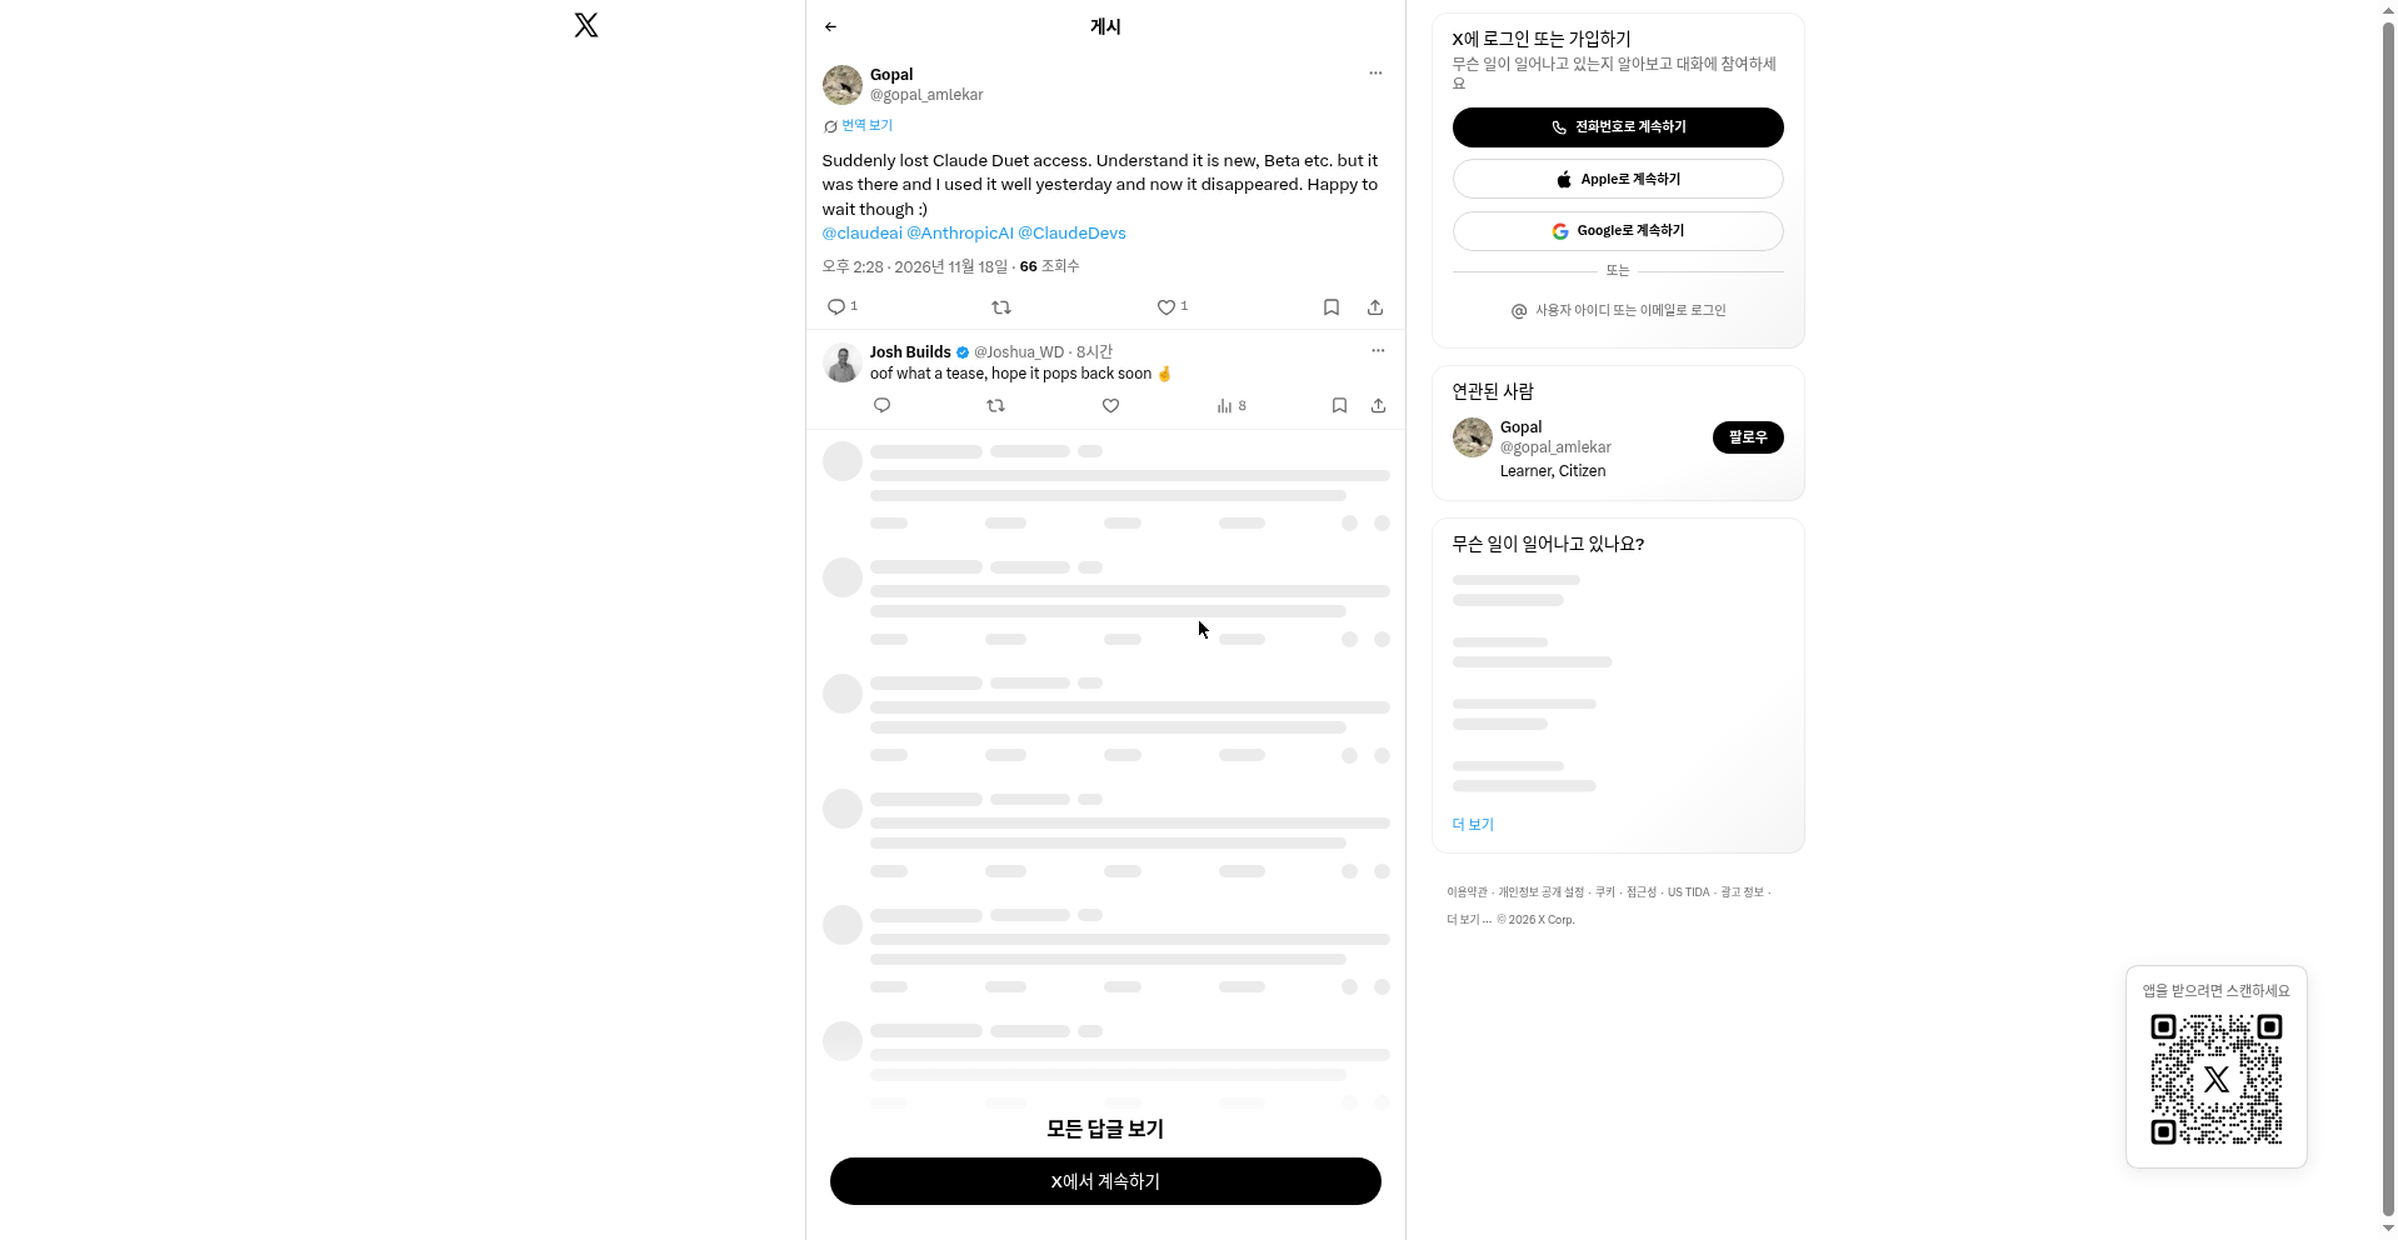 게시
Gopal
@gopal_amlekar
번역 보기
Suddenly lost Claude Duet access. Understand it is new, Beta etc. but it
was there and I used it well yesterday and now it disappeared. Happy to
wait though :)
@claudeai @AnthropicAI @ClaudeDevs
오후 2:28 · 2026년 11월 18일 · 66 조회수
1
1
Josh Builds @Joshua_WD · 8시간
oof what a tease, hope it pops back soon 🤞
8
모든 답글 보기
X에서 계속하기
X에 로그인 또는 가입하기
무슨 일이 일어나고 있는지 알아보고 대화에 참여하세
요
전화번호로 계속하기
Apple로 계속하기
Google로 계속하기
또는
사용자 아이디 또는 이메일로 로그인
연관된 사람
Gopal
@gopal_amlekar
Learner, Citizen
팔로우
무슨 일이 일어나고 있나요?
더 보기
이용약관 · 개인정보 공개 설정 · 쿠키 · 접근성 · US TIDA · 광고 정보 ·
더 보기 ... © 2026 X Corp.
앱을 받으려면 스캔하세요